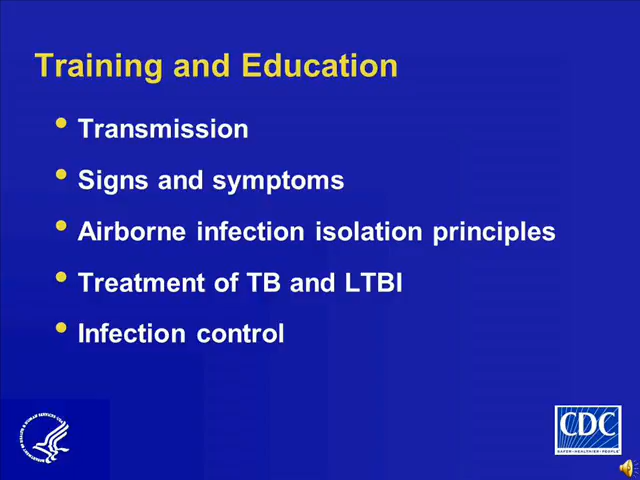 Training and Education
• Transmission
• Signs and symptoms
• Airborne infection isolation principles
• Treatment of TB and LTBI
• Infection control
CDC
SAFER • HEALTHIER • PEOPLE